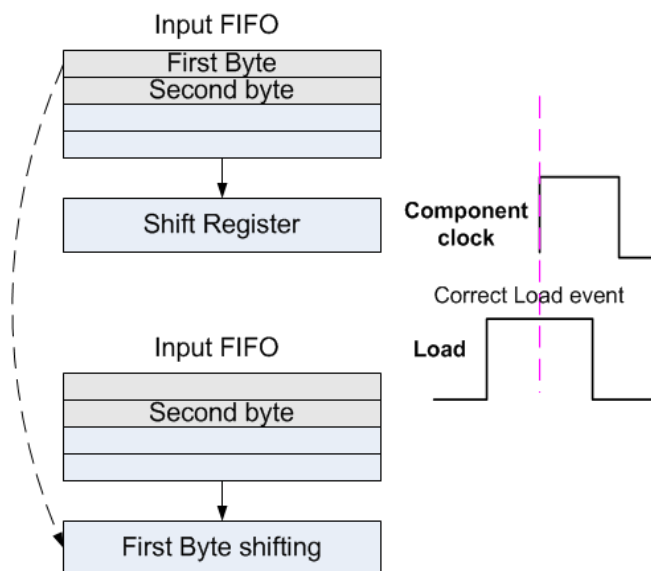 Input FIFO
First Byte
Second byte
Shift Register
Component
clock
Correct Load event
Load
Input FIFO
Second byte
First Byte shifting